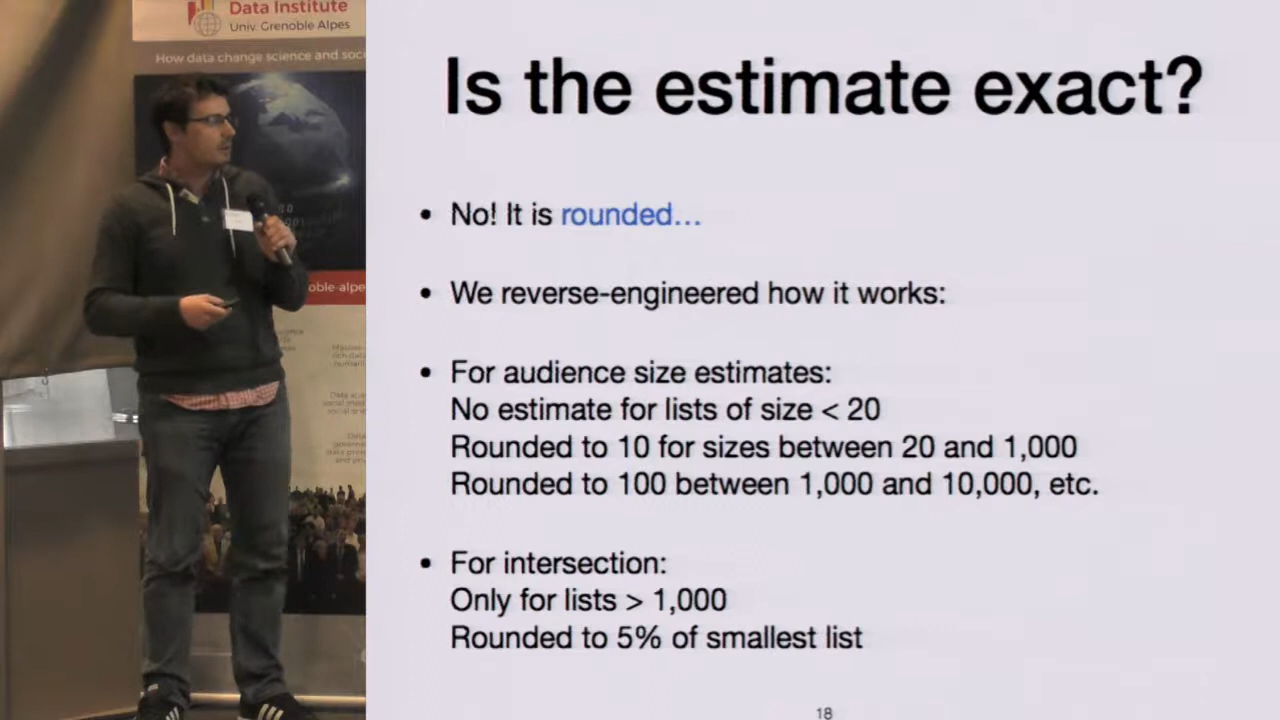 Data Institute
Univ. Grenoble Alpes
How data change science and soci
oble-alpe
Is the estimate exact?
• No! It is rounded...
• We reverse-engineered how it works:
• For audience size estimates:
No estimate for lists of size < 20
Rounded to 10 for sizes between 20 and 1,000
Rounded to 100 between 1,000 and 10,000, etc.
• For intersection:
Only for lists > 1,000
Rounded to 5% of smallest list
18